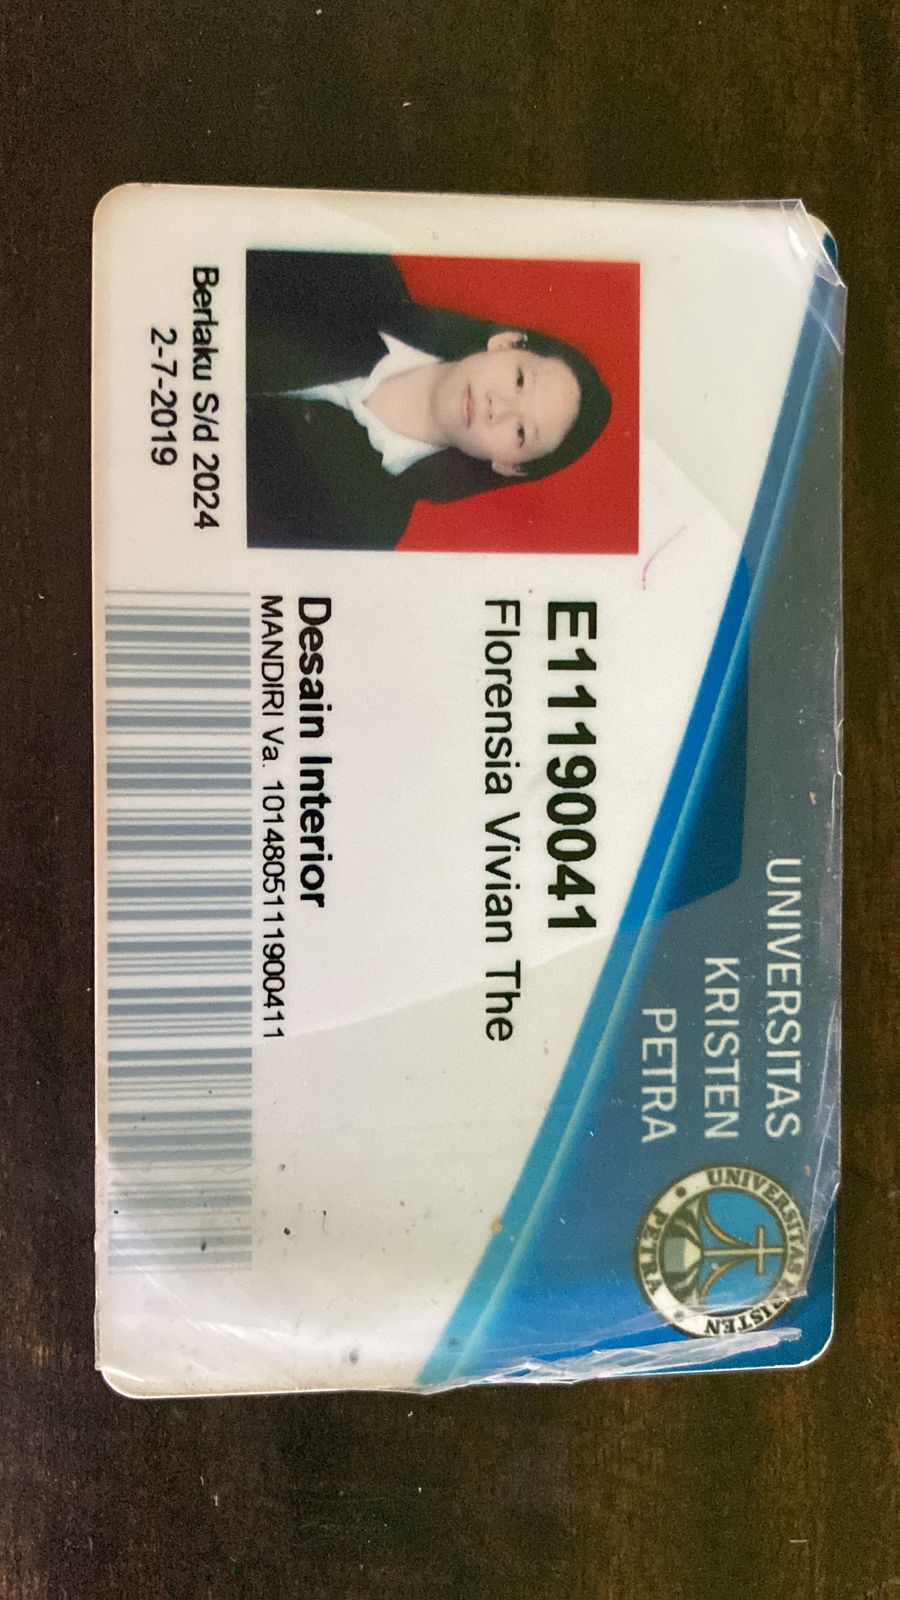 UNIVERSITAS
KRISTEN
PETRA
UNIVERSITAS KRISTEN
PETRA
E11190041
Florensia Vivian The
Desain Interior
MANDIRI Va. 1014805111900411
Berlaku S/d 2024
2-7-2019